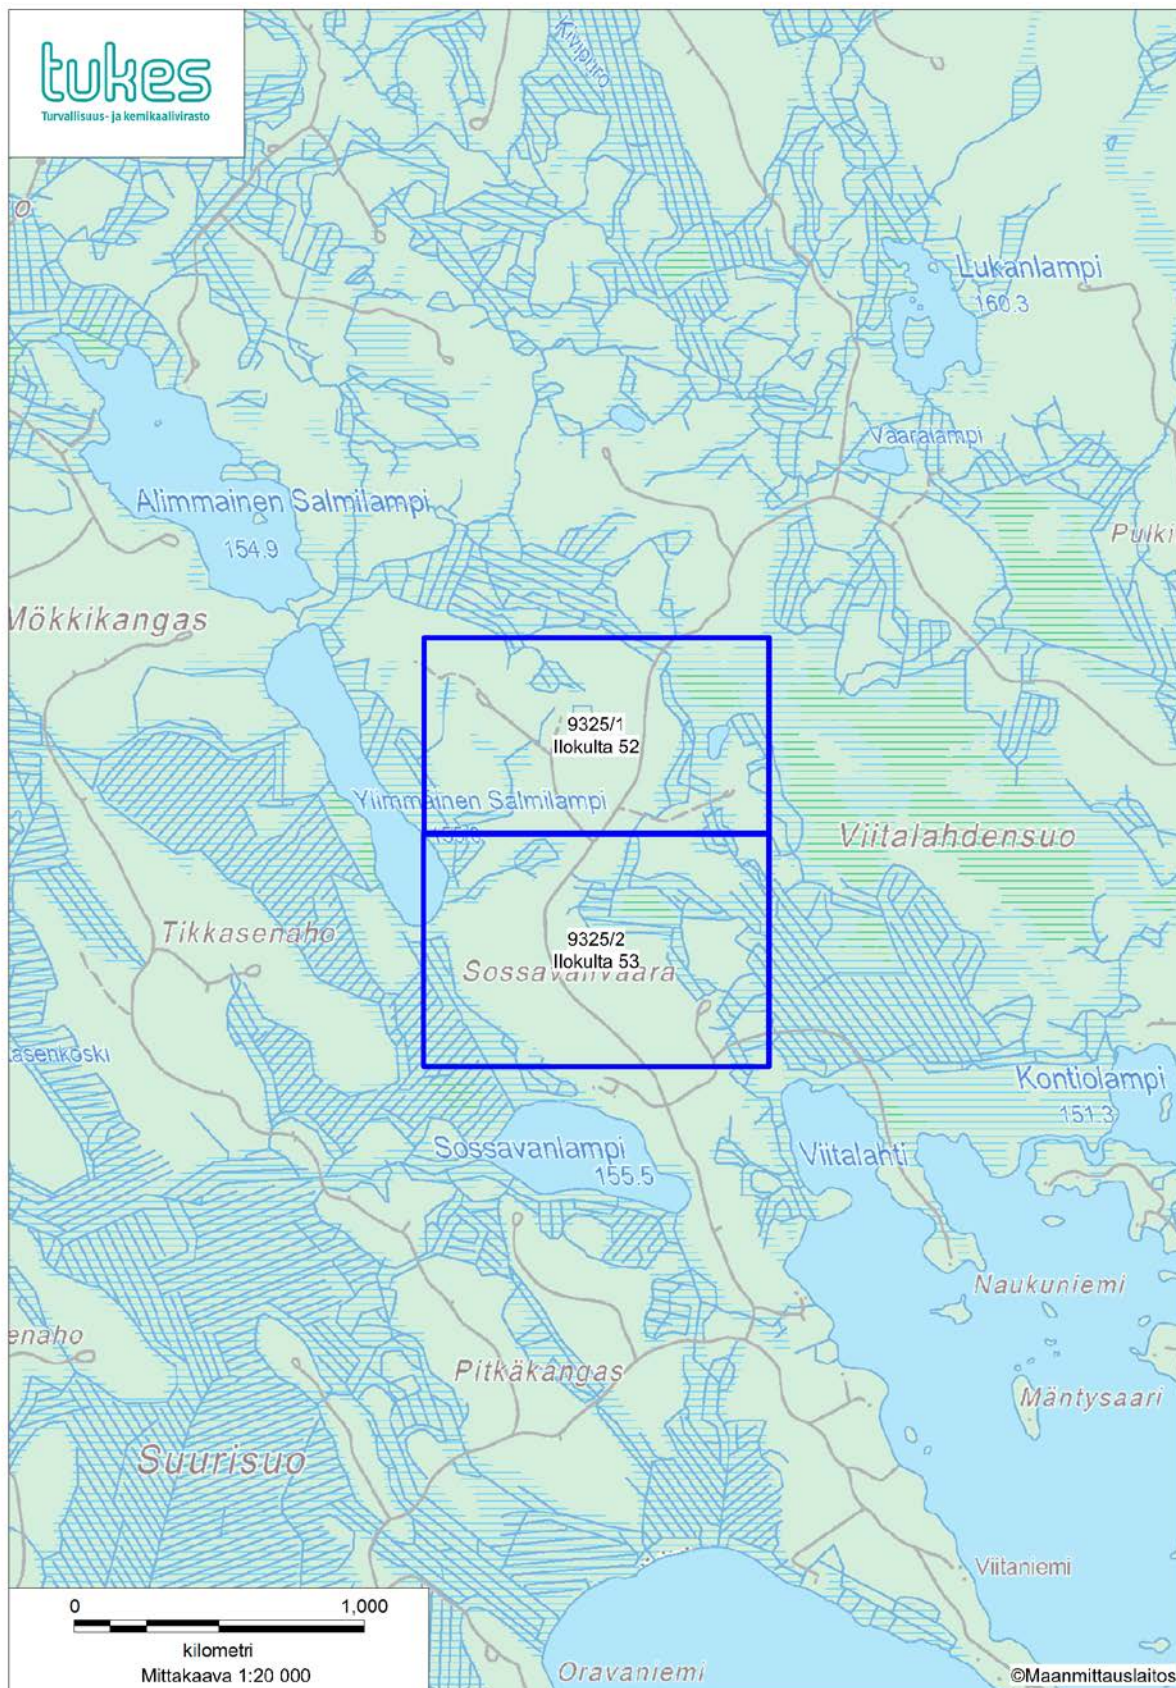 tukes
Turvallisuus- ja kemikaalivirasto
Kivipuro
o
Lukanlampi
160.3
Vaaralampi
Alimmainen Salmilampi
154.9
Pulki
Mökkikangas
9325/1
Ilokulta 52
Ylimmäinen Salmilampi
Viitalahdensuo
Tikkasenaho
9325/2
Ilokulta 53
Sossavanvaara
asenkoski
Kontiolampi
151.3
Sossavanlampi
155.5
Viitalahti
Naukuniemi
enaho
Pitkäkangas
Mäntysaari
Suurisuo
Viitaniemi
0 1,000
kilometri
Mittakaava 1:20 000
Oravaniemi
©Maanmittauslaitos